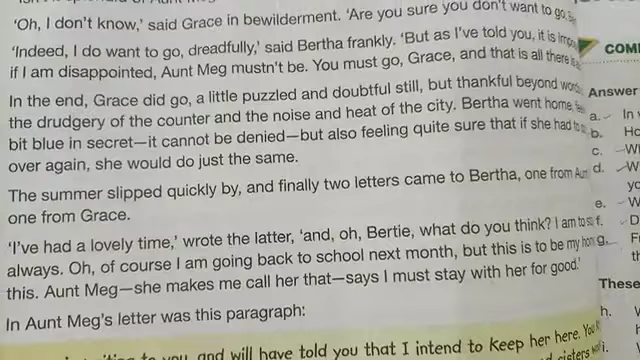 'Oh, I don't know,' said Grace in bewilderment. 'Are you sure you don't want to go,
'Indeed, I do want to go, dreadfully,' said Bertha frankly. 'But as I've told you, it is
if I am disappointed, Aunt Meg mustn't be. You must go, Grace, and that is all there
In the end, Grace did go, a little puzzled and doubtful still, but thankful beyond words
the drudgery of the counter and the noise and heat of the city. Bertha went home,
bit blue in secret—it cannot be denied—but also feeling quite sure that if she had to
over again, she would do just the same.
The summer slipped quickly by, and finally two letters came to Bertha, one from
one from Grace.
'I've had a lovely time,' wrote the latter, 'and, oh, Bertie, what do you think? I am to
always. Oh, of course I am going back to school next month, but this is to be my
this. Aunt Meg—she makes me call her that—says I must stay with her for good.'
In Aunt Meg's letter was this paragraph:
to you, and will have told you that I intend to keep her here. You
sisters
COM
Answer
a. In
b. Ho
c. Wh
d. W
yo
e. W
f. D
g. F
th
These
h.
i.